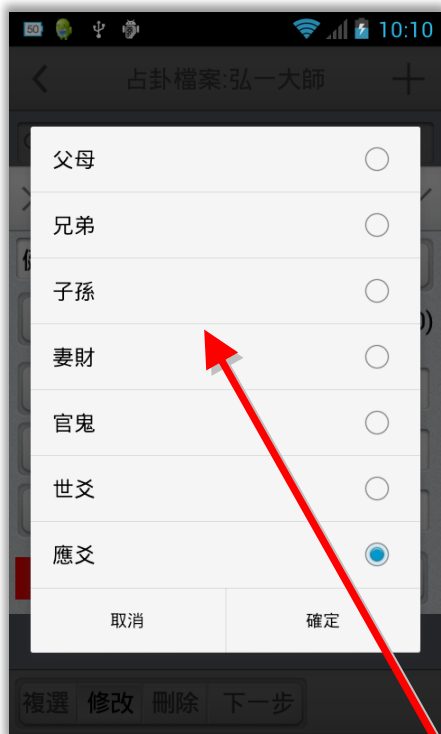 50
10:10
占卦檔案:弘一大師
父母
兄弟
子孫
妻財
官鬼
世爻
應爻
取消
確定
複選 修改 刪除 下一步